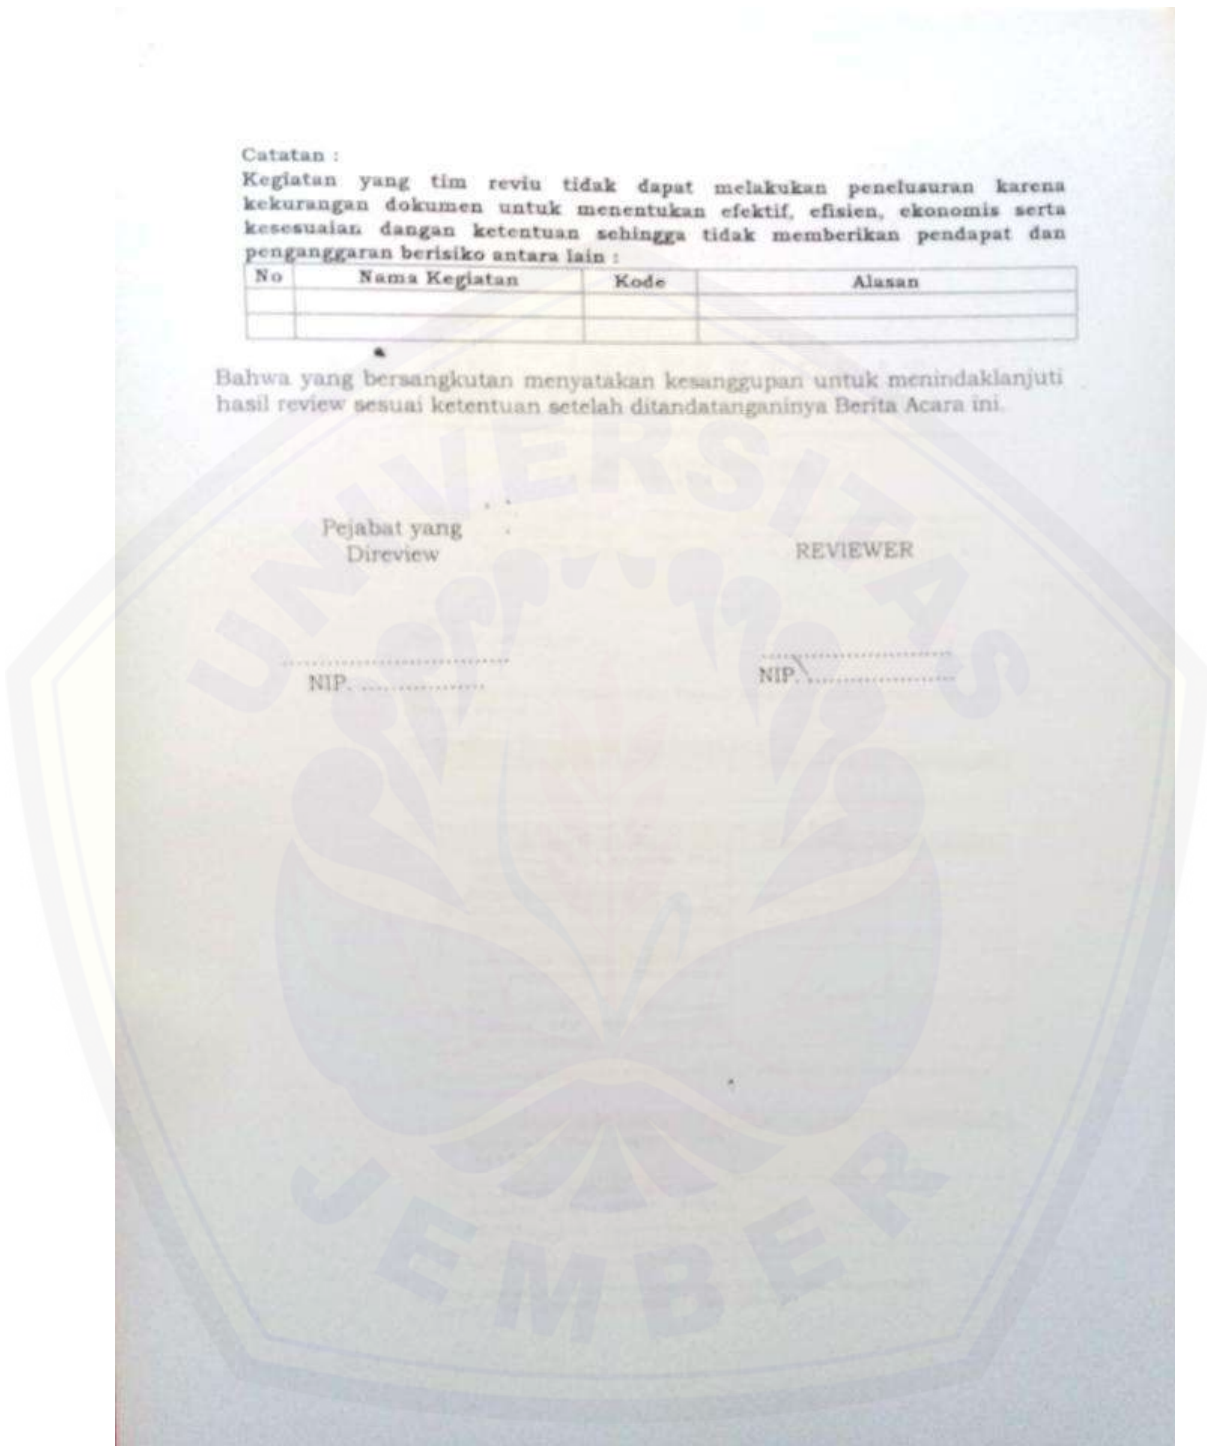 Catatan :
Kegiatan yang tim reviu tidak dapat melakukan penelusuran karena
kekurangan dokumen untuk menentukan efektif, efisien, ekonomis serta
kesesuaian dangan ketentuan sehingga tidak memberikan pendapat dan
penganggaran berisiko antara lain :
No Nama Kegiatan Kode Alasan
Bahwa yang bersangkutan menyatakan kesanggupan untuk menindaklanjuti
hasil review sesuai ketentuan setelah ditandatanganinya Berita Acara ini.
Pejabat yang
Direview
REVIEWER
NIP. ..................
NIP. ......................
UNIVERSITAS
JEMBER